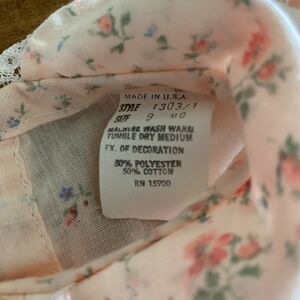 MADE IN U.S.A.
STYLE 1303/1
SIZE 9 MO
MACHINE WASH WARM
TUMBLE DRY MEDIUM
EX. OF DECORATION
50% POLYESTER
50% COTTON
RN 15900